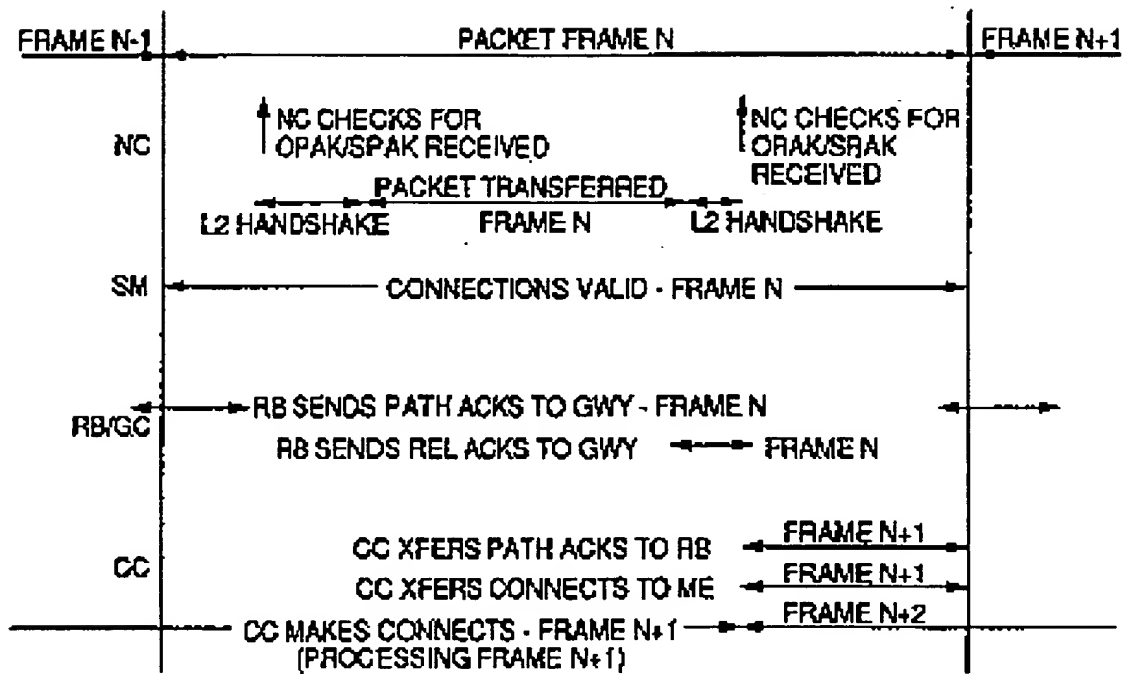 FRAME N-1 PACKET FRAME N FRAME N+1
NC
NC CHECKS FOR
OPAK/SPAK RECEIVED
NC CHECKS FOR
OPAK/SPAK
RECEIVED
PACKET TRANSFERRED
L2 HANDSHAKE FRAME N L2 HANDSHAKE
SM CONNECTIONS VALID - FRAME N
RB/GC
RB SENDS PATH ACKS TO GWY - FRAME N
RB SENDS REL ACKS TO GWY FRAME N
CC
CC XFERS PATH ACKS TO RB FRAME N+1
CC XFERS CONNECTS TO ME FRAME N+1
CC MAKES CONNECTS - FRAME N+1 FRAME N+2
(PROCESSING FRAME N+1)